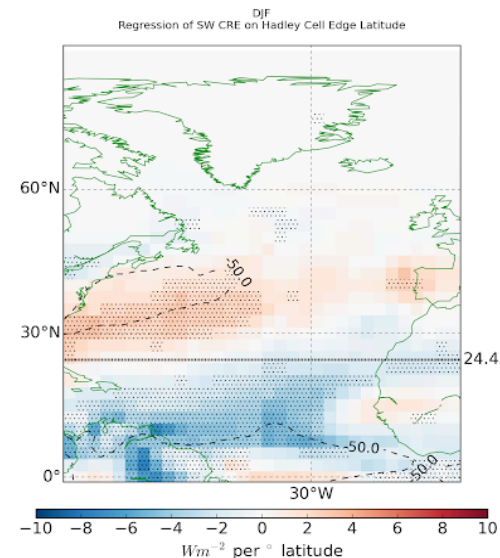 DJF
Regression of SW CRE on Hadley Cell Edge Latitude
60°N
-50.0
30°N
24.4
-50.0
-50.0
0°
30°W
−10 −8 −6 −4 −2 0 2 4 6 8 10
Wm⁻² per ° latitude